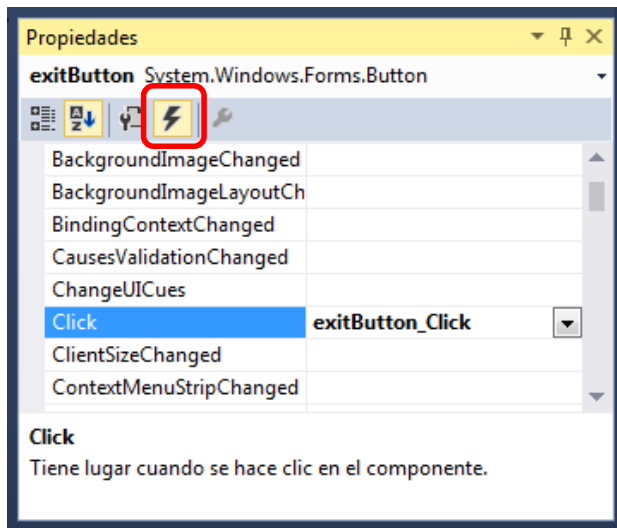 Propiedades
exitButton System.Windows.Forms.Button
BackgroundImageChanged
BackgroundImageLayoutCh
BindingContextChanged
CausesValidationChanged
ChangeUICues
Click exitButton_Click
ClientSizeChanged
ContextMenuStripChanged
Click
Tiene lugar cuando se hace clic en el componente.